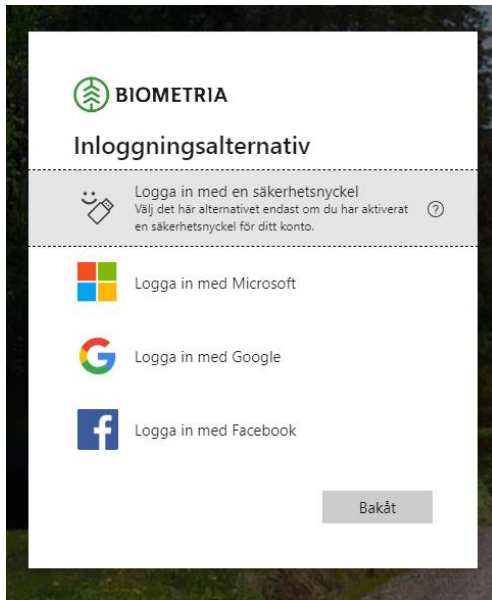 BIOMETRIA
Inloggningsalternativ
Logga in med en säkerhetsnyckel
Välj det här alternativet endast om du har aktiverat
en säkerhetsnyckel för ditt konto.
Logga in med Microsoft
Logga in med Google
Logga in med Facebook
Bakåt